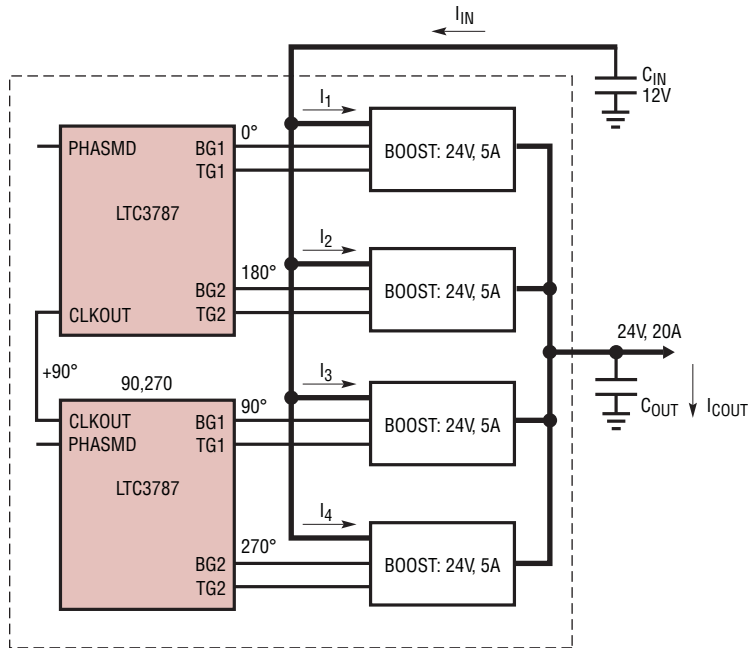 I_IN
C_IN
12V
I_1
0°
PHASMD
BG1
TG1
BOOST: 24V, 5A
LTC3787
I_2
180°
BG2
TG2
BOOST: 24V, 5A
CLKOUT
24V, 20A
+90°
90,270
I_3
90°
CLKOUT
BG1
PHASMD
TG1
BOOST: 24V, 5A
C_OUT
I_COUT
LTC3787
I_4
270°
BG2
TG2
BOOST: 24V, 5A